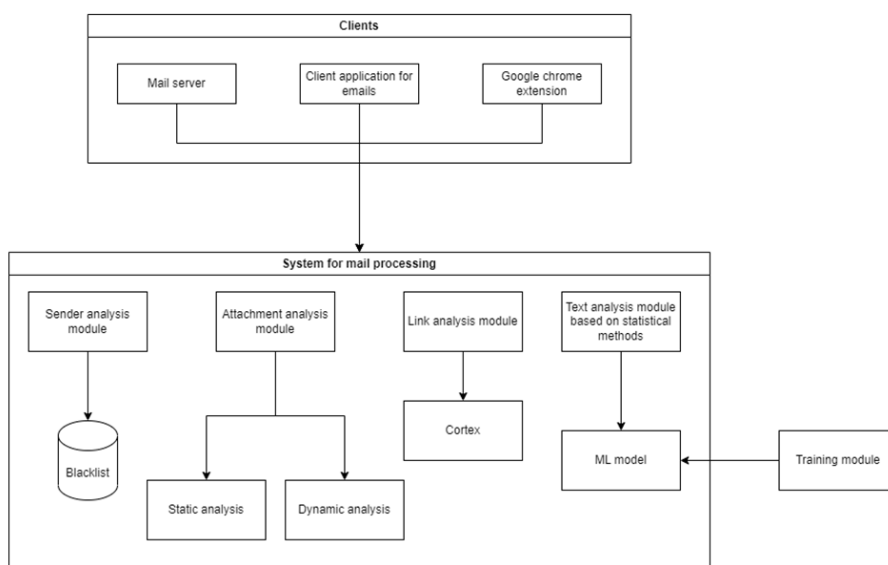 Clients
Mail server
Client application for
emails
Google chrome
extension
System for mail processing
Sender analysis
module
Attachment analysis
module
Link analysis module
Text analysis module
based on statistical
methods
Blacklist
Static analysis
Dynamic analysis
Cortex
ML model
Training module